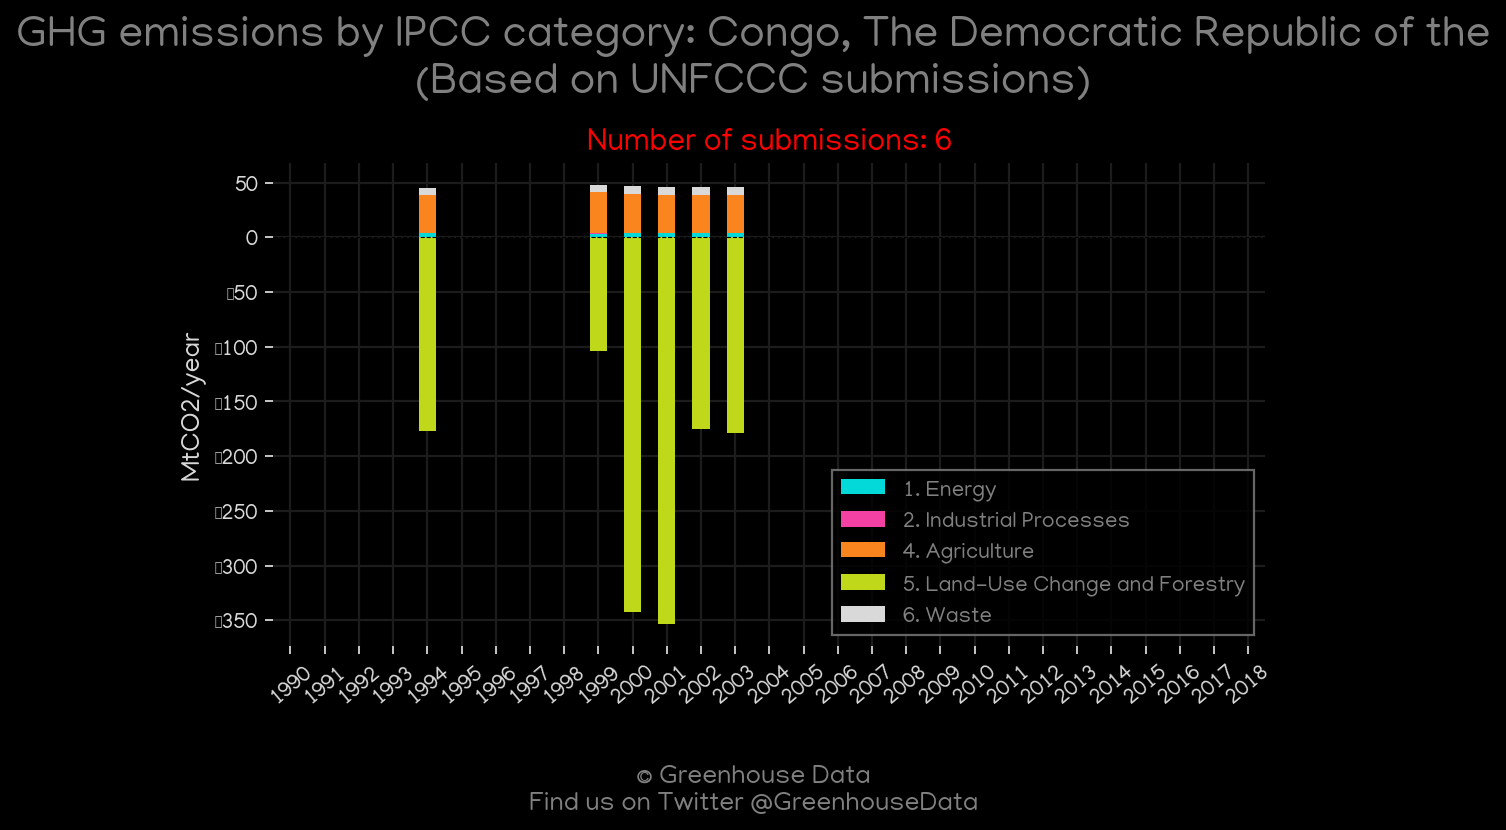 GHG emissions by IPCC category: Congo, The Democratic Republic of the
(Based on UNFCCC submissions)
Number of submissions: 6
50
0
▯50
▯100
▯150
▯200
▯250
▯300
▯350
MtCO2/year
1. Energy
2. Industrial Processes
4. Agriculture
5. Land-Use Change and Forestry
6. Waste
1990 1991 1992 1993 1994 1995 1996 1997 1998 1999 2000 2001 2002 2003 2004 2005 2006 2007 2008 2009 2010 2011 2012 2013 2014 2015 2016 2017 2018
© Greenhouse Data
Find us on Twitter @GreenhouseData